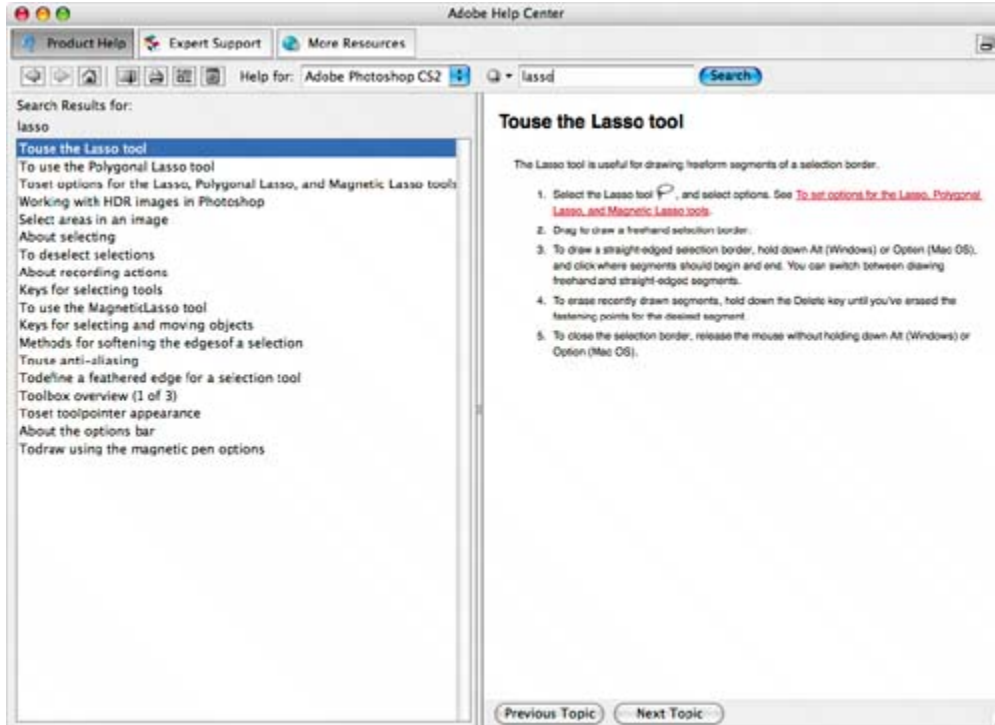 Adobe Help Center
Product Help
Expert Support
More Resources
Help for: Adobe Photoshop CS2
lasso
Search
Search Results for:
lasso
Touse the Lasso tool
To use the Polygonal Lasso tool
Toset options for the Lasso, Polygonal Lasso, and Magnetic Lasso tools
Working with HDR images in Photoshop
Select areas in an image
About selecting
To deselect selections
About recording actions
Keys for selecting tools
To use the MagneticLasso tool
Keys for selecting and moving objects
Methods for softening the edgesof a selection
Touse anti-aliasing
Todefine a feathered edge for a selection tool
Toolbox overview (1 of 3)
Toset toolpointer appearance
About the options bar
Todraw using the magnetic pen options
Touse the Lasso tool
The Lasso tool is useful for drawing freeform segments of a selection border.
1. Select the Lasso tool , and select options. See To set options for the Lasso, Polygonal
Lasso, and Magnetic Lasso tools.
2. Drag to draw a freehand selection border.
3. To draw a straight-edged selection border, hold down Alt (Windows) or Option (Mac OS),
and click where segments should begin and end. You can switch between drawing
freehand and straight-edged segments.
4. To erase recently drawn segments, hold down the Delete key until you've erased the
fastening points for the desired segment.
5. To close the selection border, release the mouse without holding down Alt (Windows) or
Option (Mac OS).
Previous Topic
Next Topic